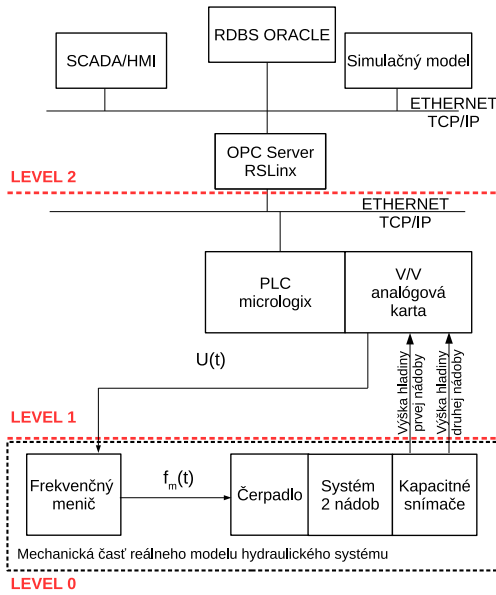 RDBS ORACLE
SCADA/HMI
Simulačný model
ETHERNET
TCP/IP
OPC Server
RSLinx
LEVEL 2
ETHERNET
TCP/IP
PLC
micrologix
V/V
analógová
karta
U(t)
Výška hladiny
prvej nádoby
Výška hladiny
druhej nádoby
LEVEL 1
Frekvenčný
menič
fm(t)
Čerpadlo
Systém
2 nádob
Kapacitné
snímače
Mechanická časť reálneho modelu hydraulického systému
LEVEL 0